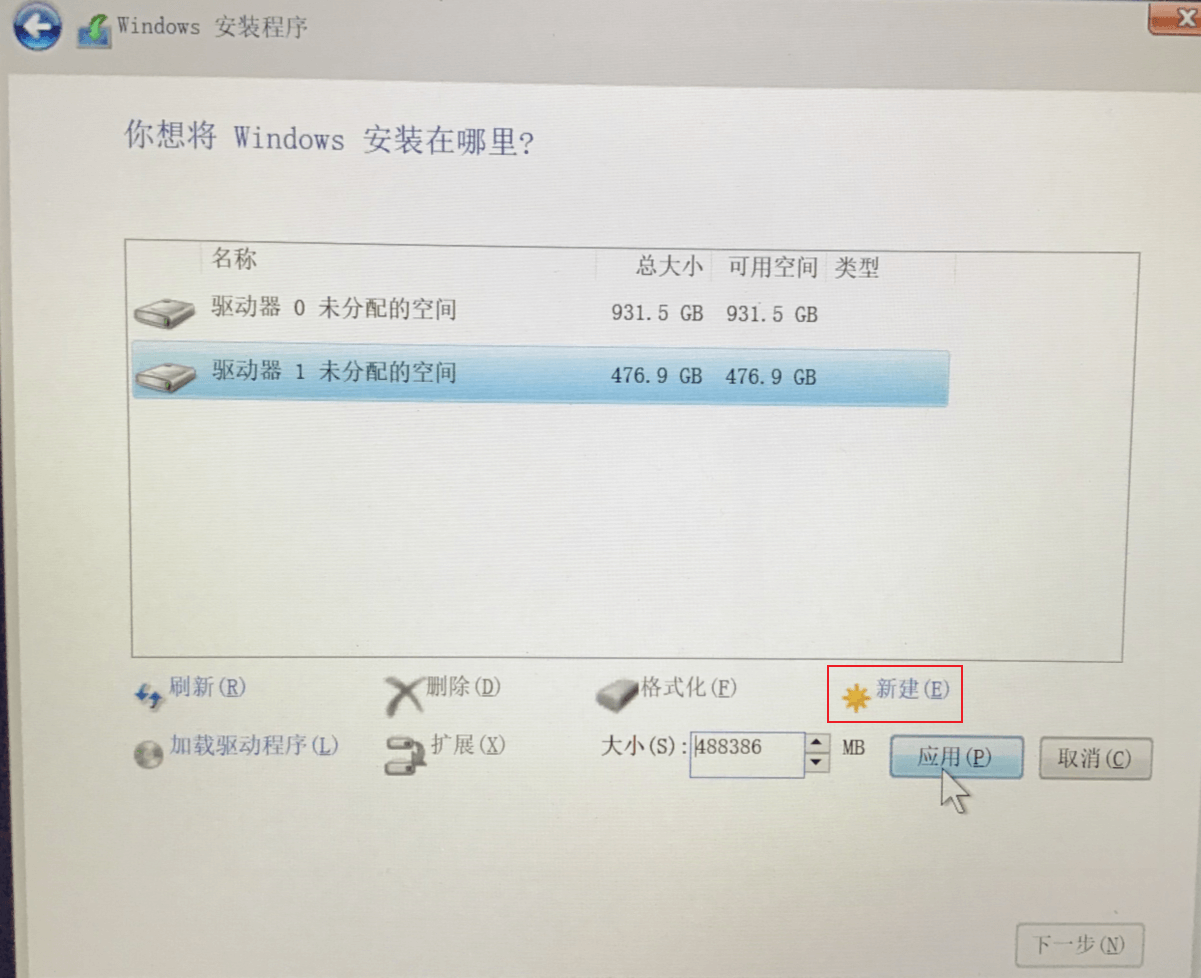 Windows 安装程序
你想将 Windows 安装在哪里?
名称 总大小 可用空间 类型
驱动器 0 未分配的空间 931.5 GB 931.5 GB
驱动器 1 未分配的空间 476.9 GB 476.9 GB
刷新(R) 删除(D) 格式化(F) 新建(E)
加载驱动程序(L) 扩展(X) 大小(S): 488386 MB 应用(P) 取消(C)
下一步(N)